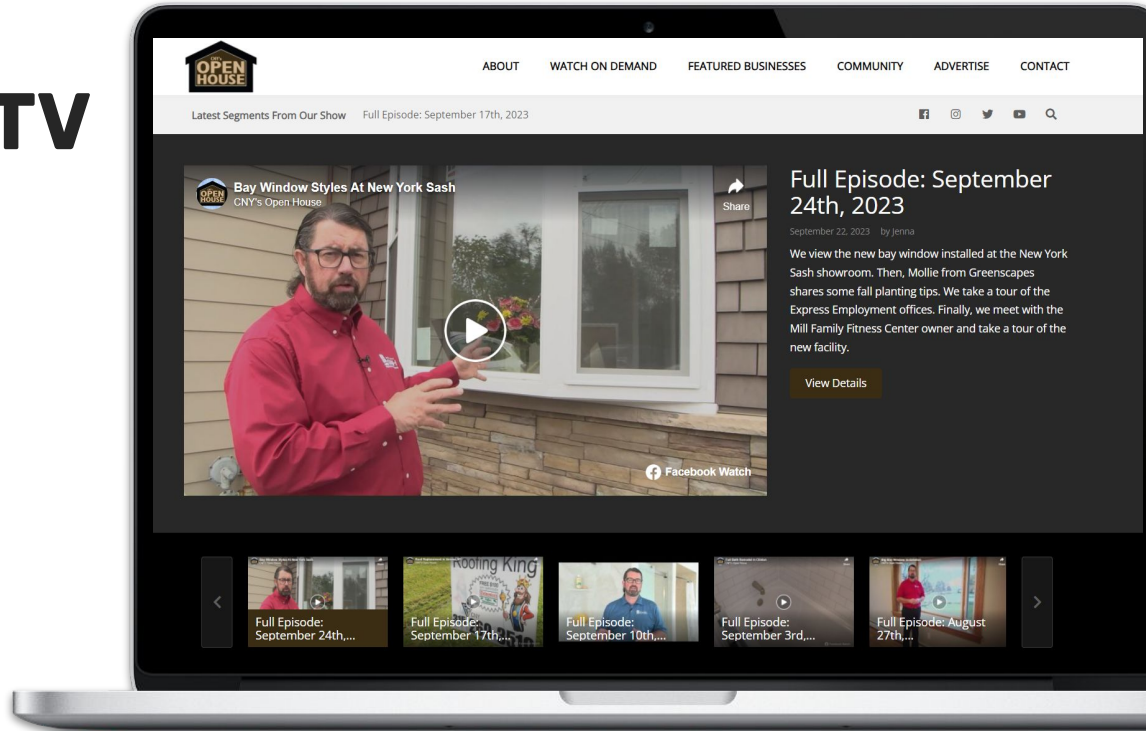 TV
CNY's
OPEN
HOUSE
ABOUT
WATCH ON DEMAND
FEATURED BUSINESSES
COMMUNITY
ADVERTISE
CONTACT
Latest Segments From Our Show
Full Episode: September 17th, 2023
OPEN
HOUSE
Bay Window Styles At New York Sash
CNY's Open House
Share
Facebook Watch
Full Episode: September
24th, 2023
September 22, 2023 by Jenna
We view the new bay window installed at the New York
Sash showroom. Then, Mollie from Greenscapes
shares some fall planting tips. We take a tour of the
Express Employment offices. Finally, we meet with the
Mill Family Fitness Center owner and take a tour of the
new facility.
View Details
Full Episode:
September 24th,...
Roofing King
Full Episode:
September 17th,...
Full Episode:
September 10th,...
Full Episode:
September 3rd,...
Full Episode: August
27th,...